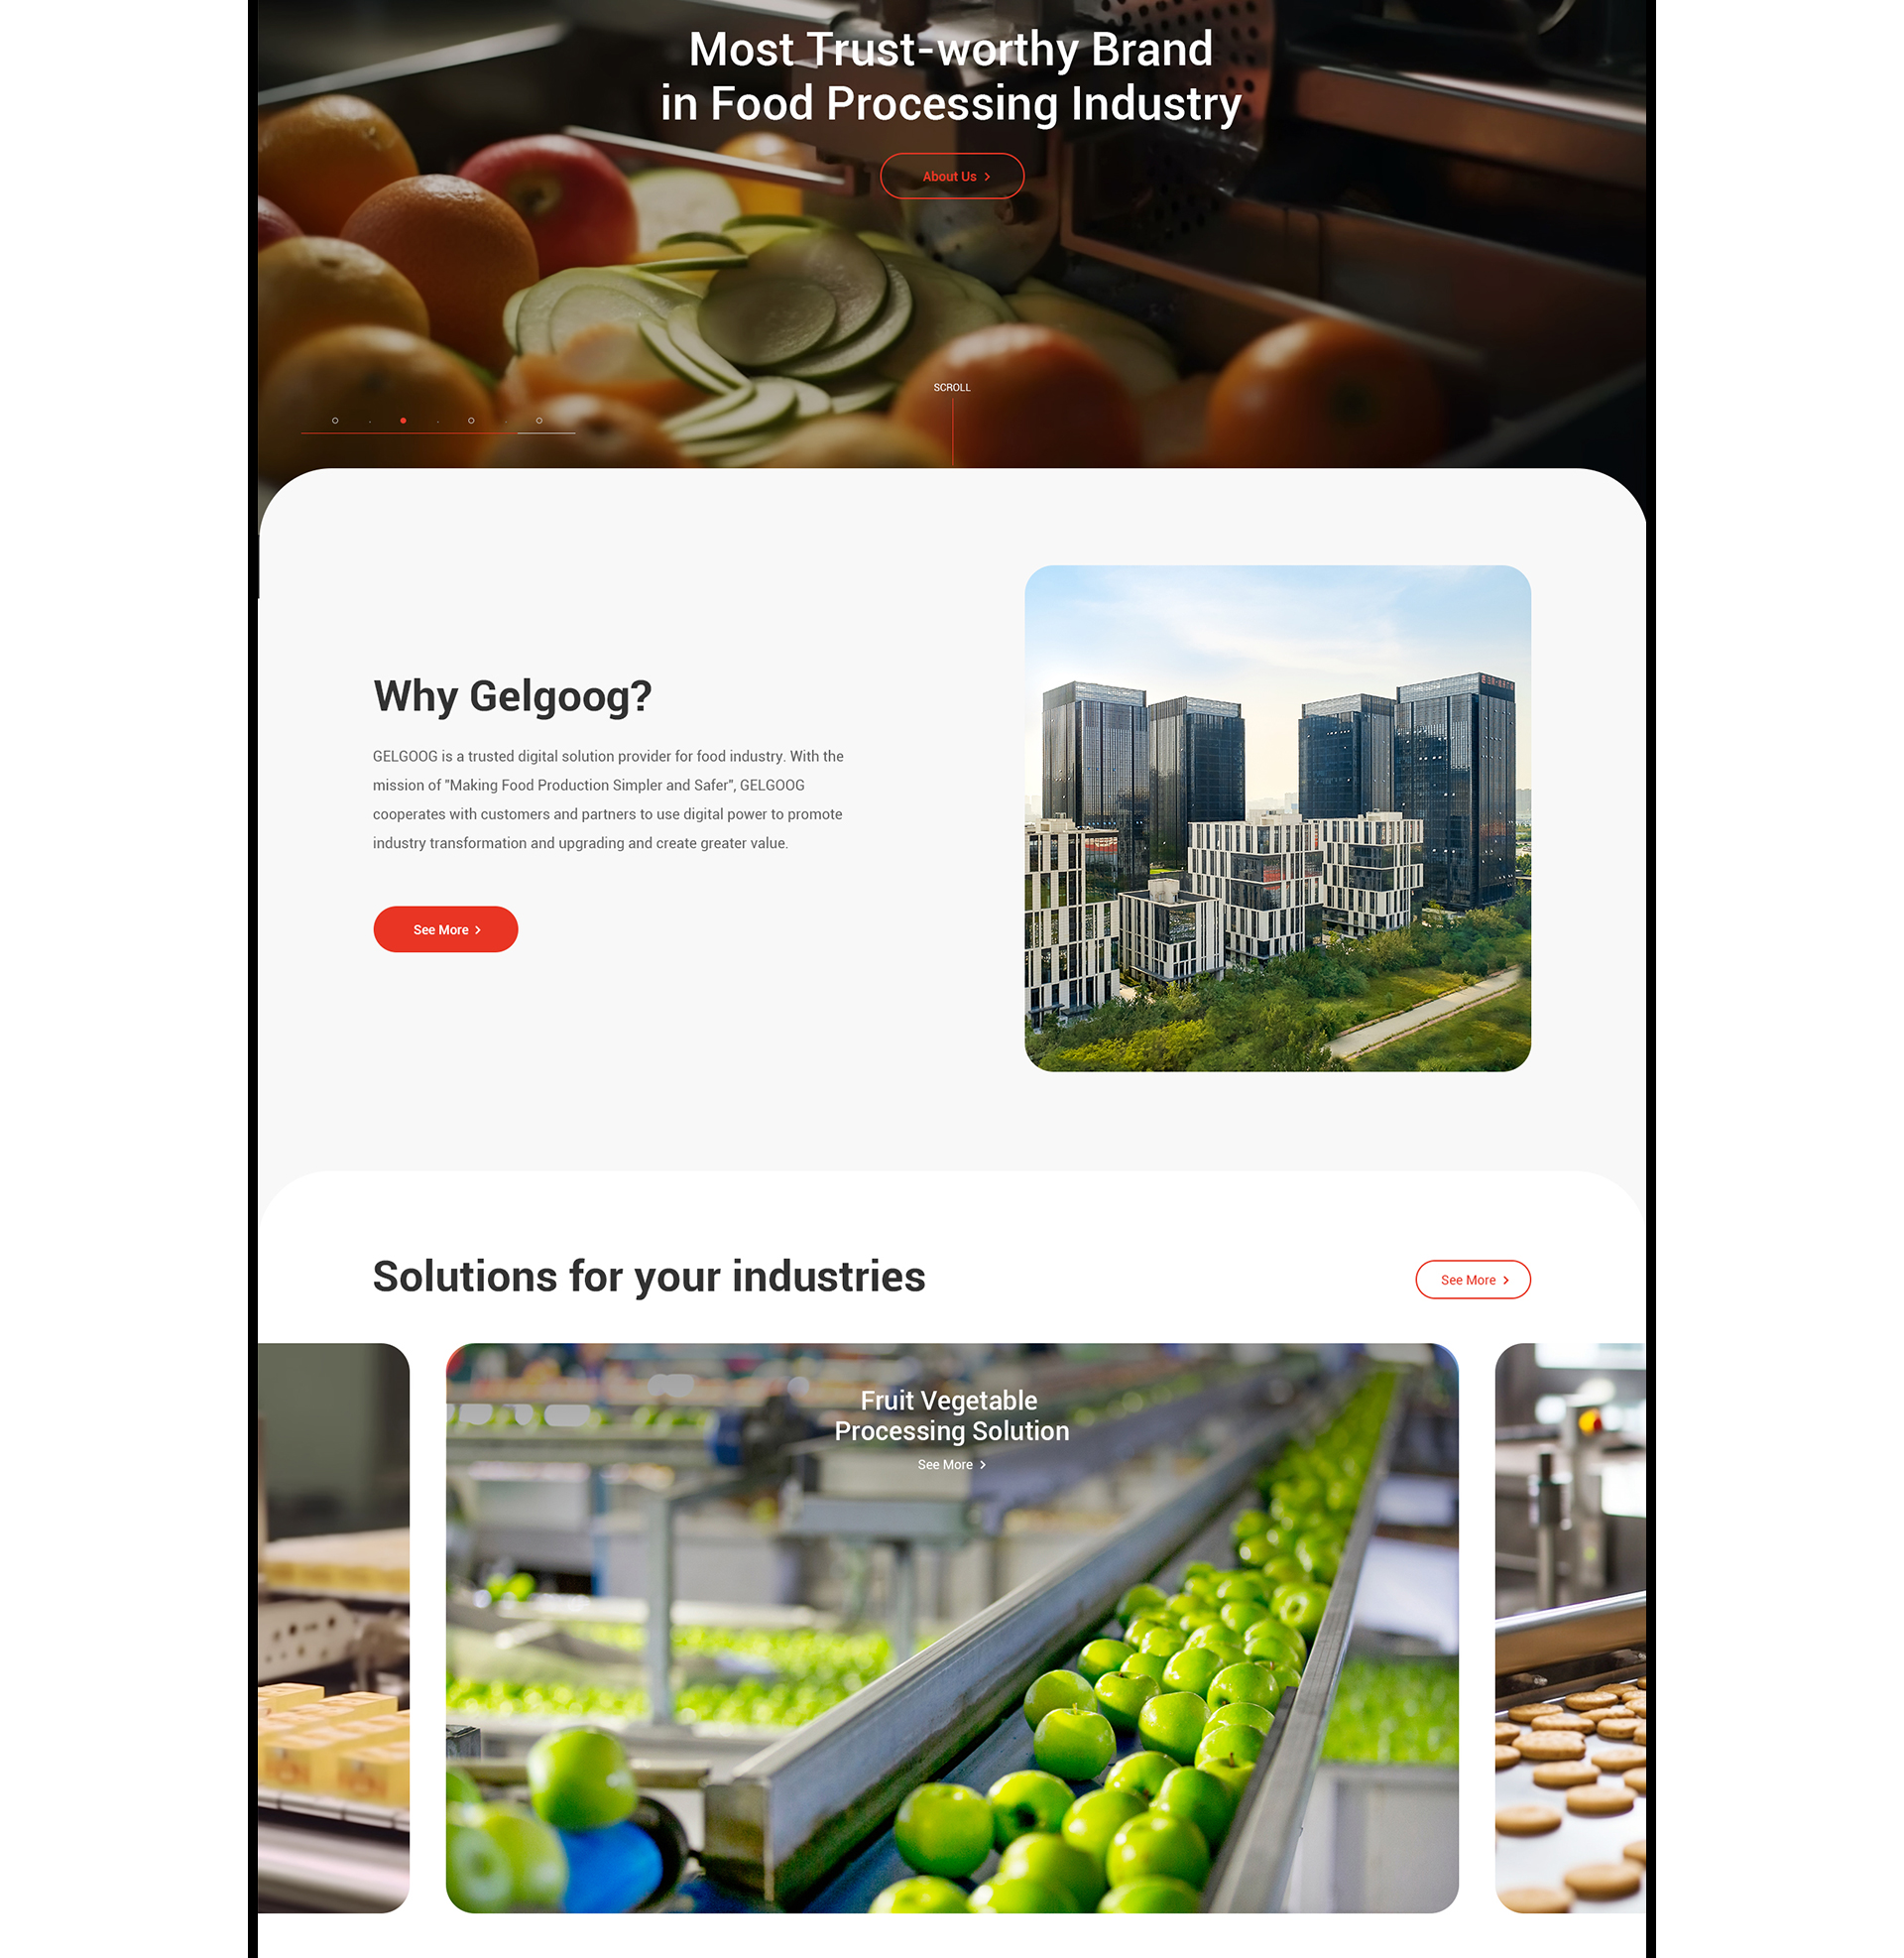 Most Trust-worthy Brand
in Food Processing Industry
About Us
SCROLL
Why Gelgoog?
GELGOOG is a trusted digital solution provider for food industry. With the
mission of "Making Food Production Simpler and Safer", GELGOOG
cooperates with customers and partners to use digital power to promote
industry transformation and upgrading and create greater value.
See More
Solutions for your industries
See More
Fruit Vegetable
Processing Solution
See More